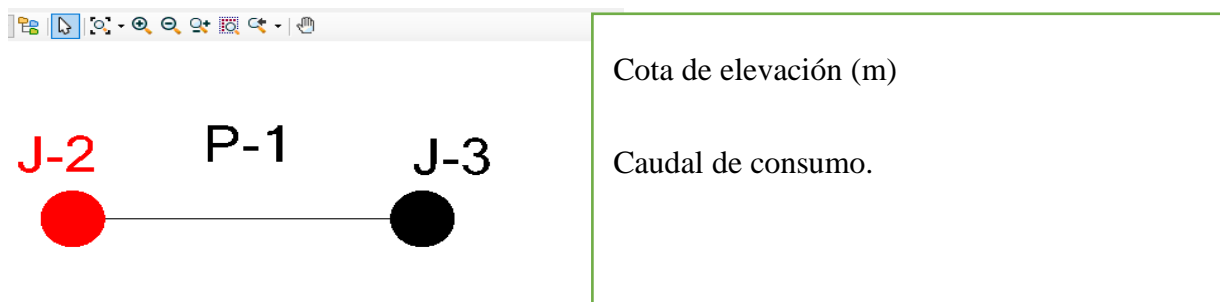 Cota de elevación (m)
J-2 P-1 J-3
Caudal de consumo.